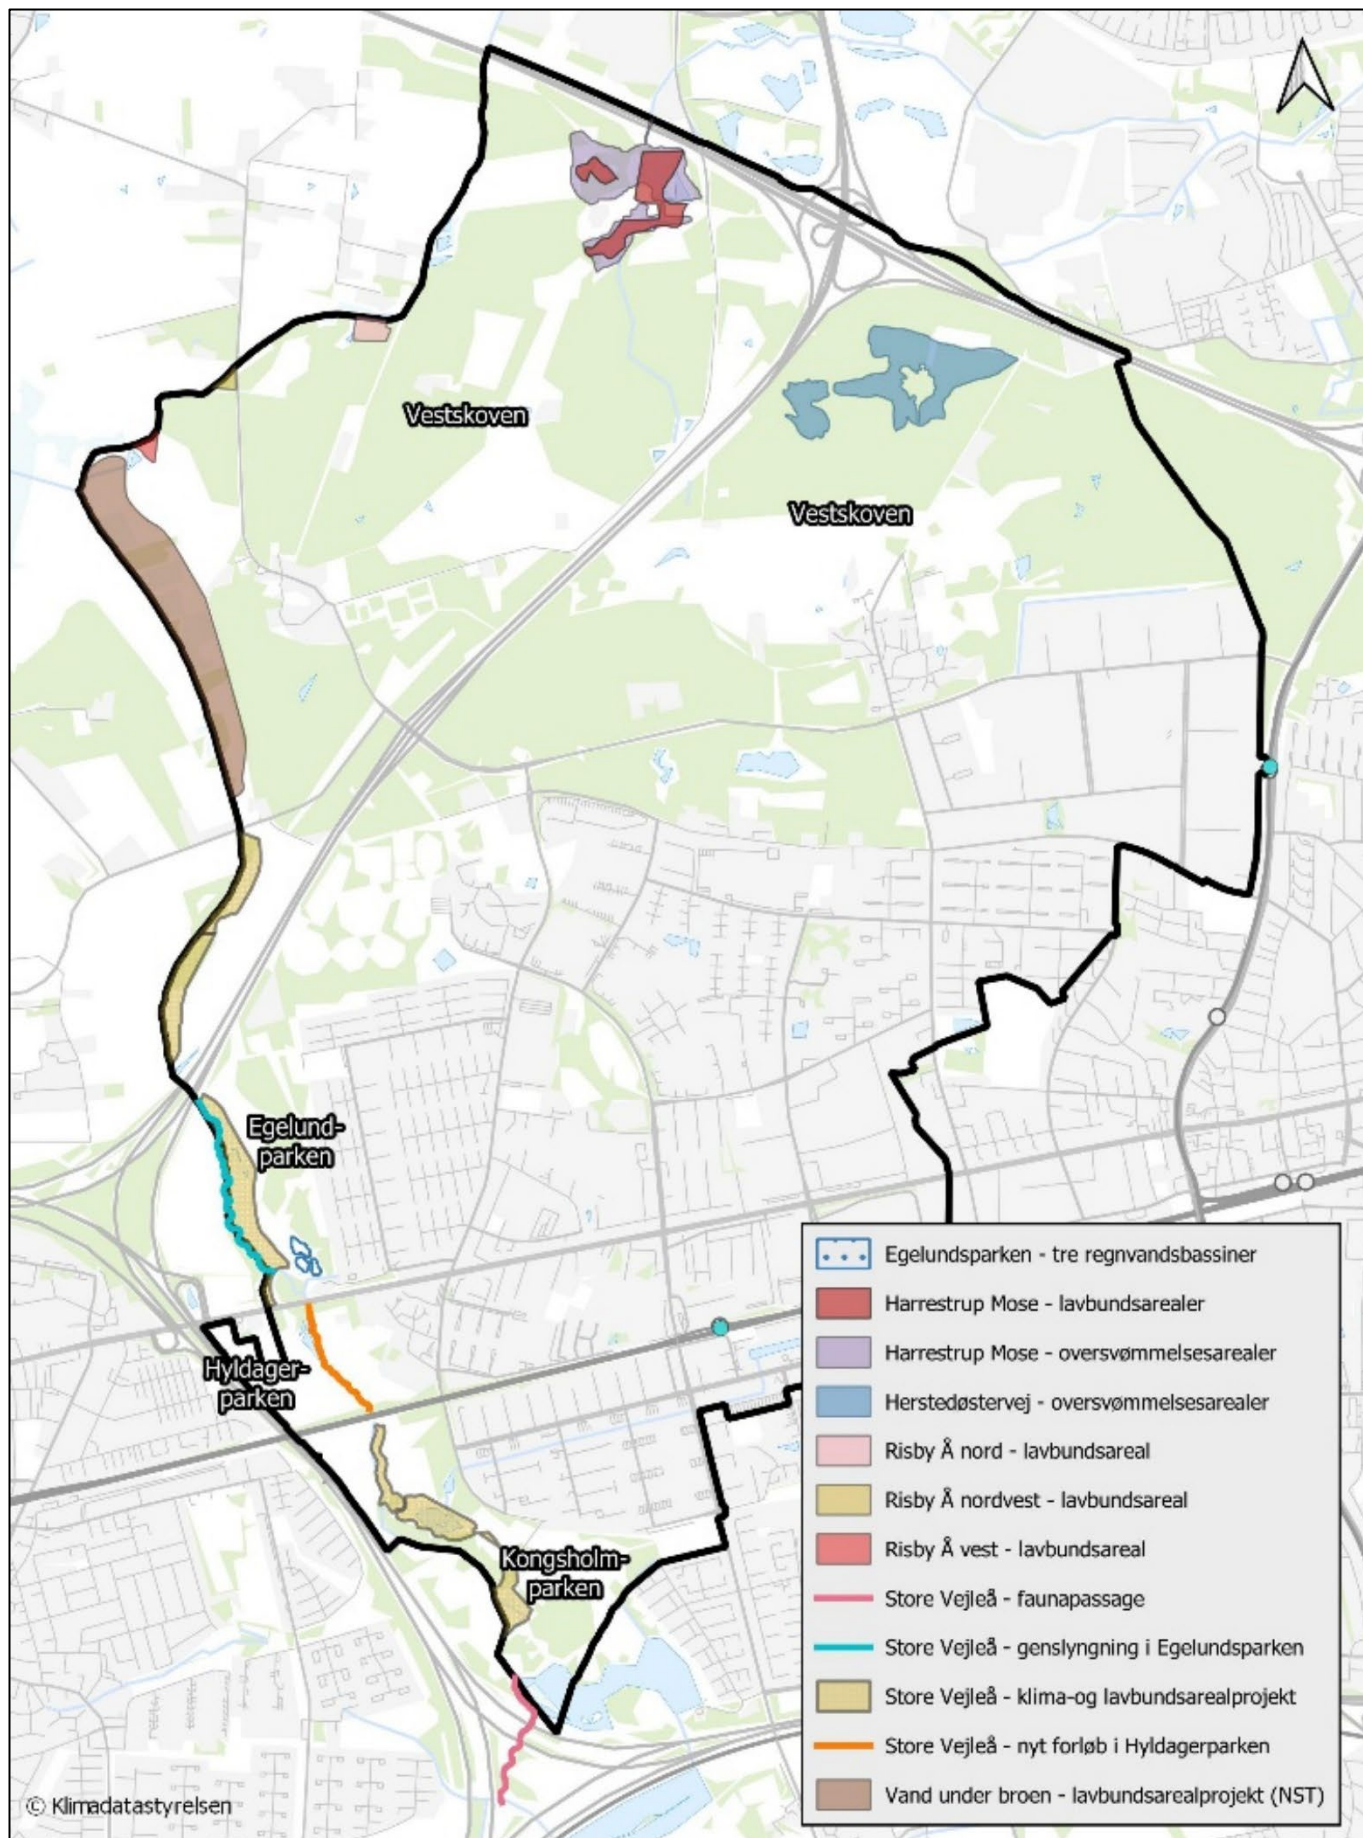 Vestskoven
Vestskoven
Egelund-
parken
Hyldager-
parken
Kongsholm-
parken
Egelundsparken - tre regnvandsbassiner
Harrestrup Mose - lavbundsarealer
Harrestrup Mose - oversvømmelsesarealer
Herstedøstervej - oversvømmelsesarealer
Risby Å nord - lavbundsareal
Risby Å nordvest - lavbundsareal
Risby Å vest - lavbundsareal
Store Vejleå - faunapassage
Store Vejleå - genslyngning i Egelundsparken
Store Vejleå - klima-og lavbundsarealprojekt
Store Vejleå - nyt forløb i Hyldagerparken
Vand under broen - lavbundsarealprojekt (NST)
© Klimadatastyrelsen